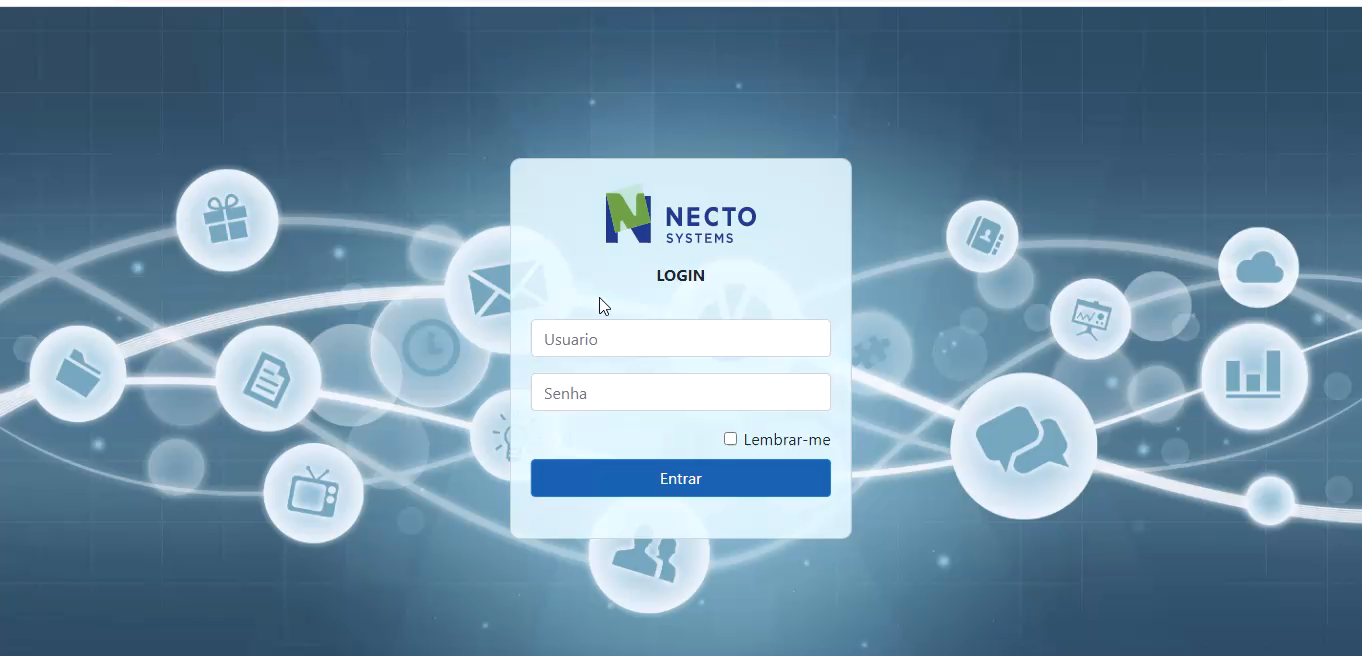 NECTO
SYSTEMS
LOGIN
Usuario
Senha
Lembrar-me
Entrar